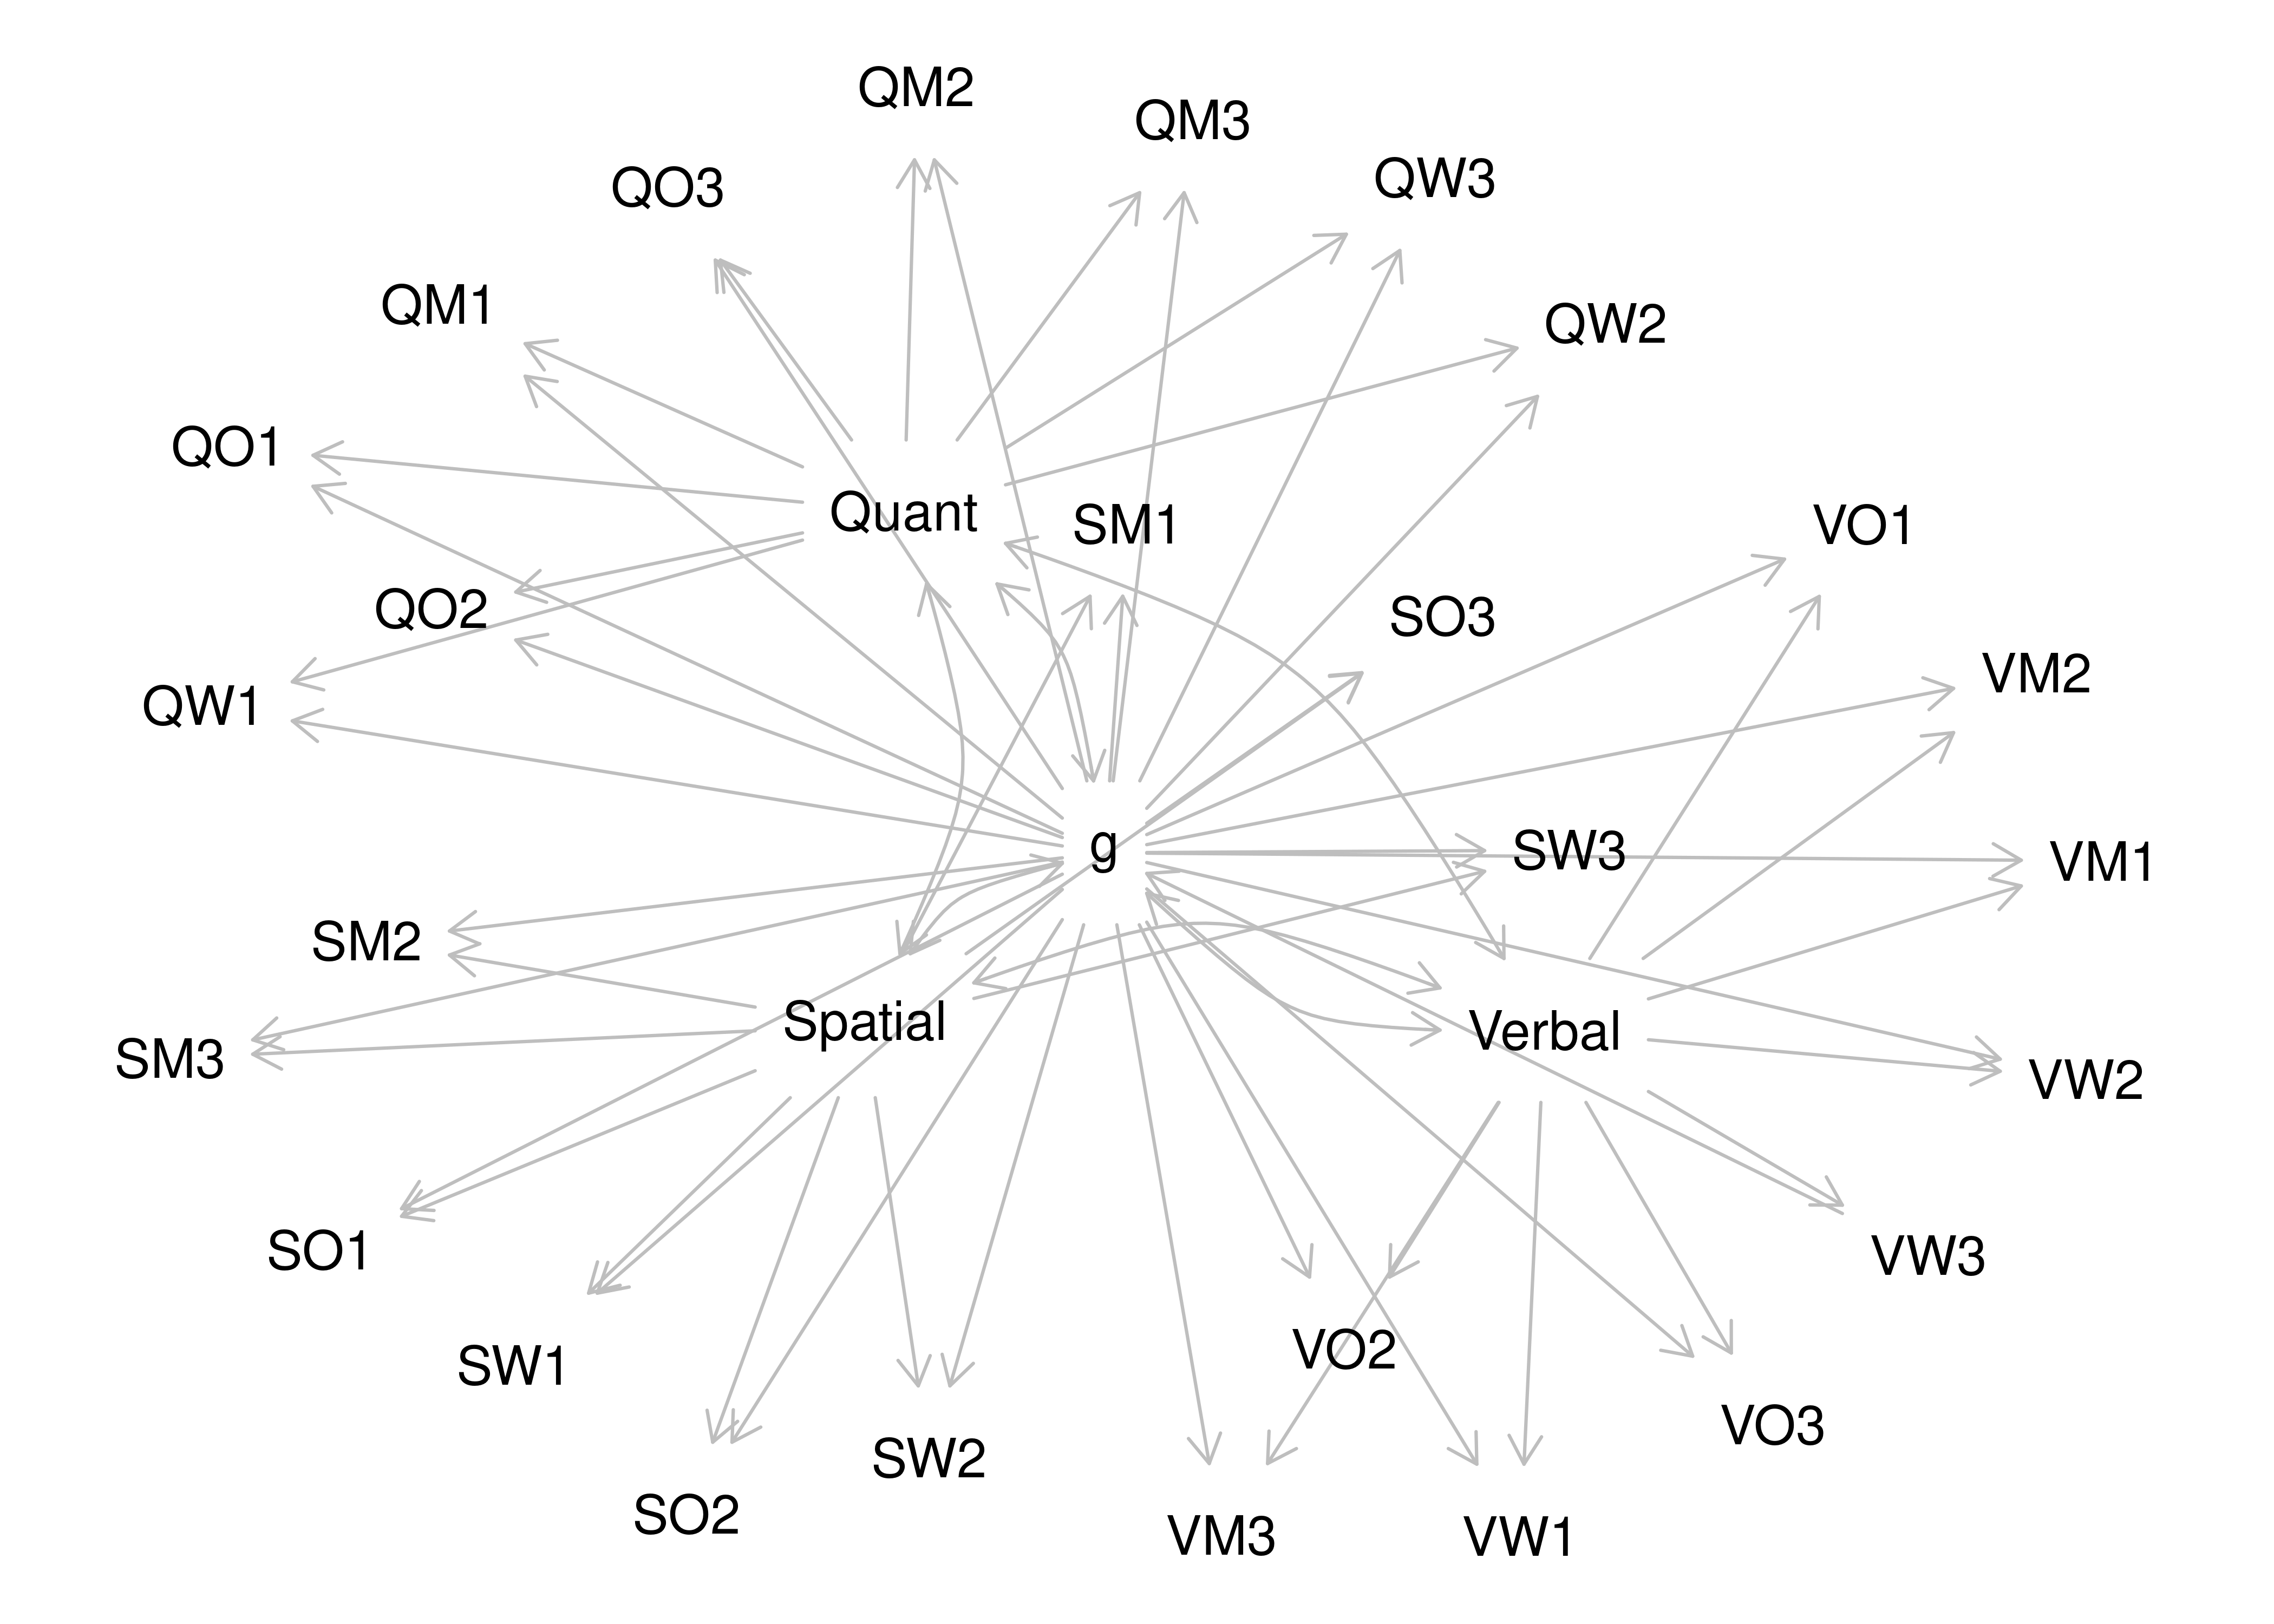 QM2
QM3
QW3
QO3
QM1
QW2
QO1
Quant
SM1
VO1
QO2
SO3
VM2
QW1
g
SW3
VM1
SM2
Spatial
Verbal
SM3
VW2
SO1
VW3
VO2
SW1
VO3
SW2
SO2
VM3
VW1